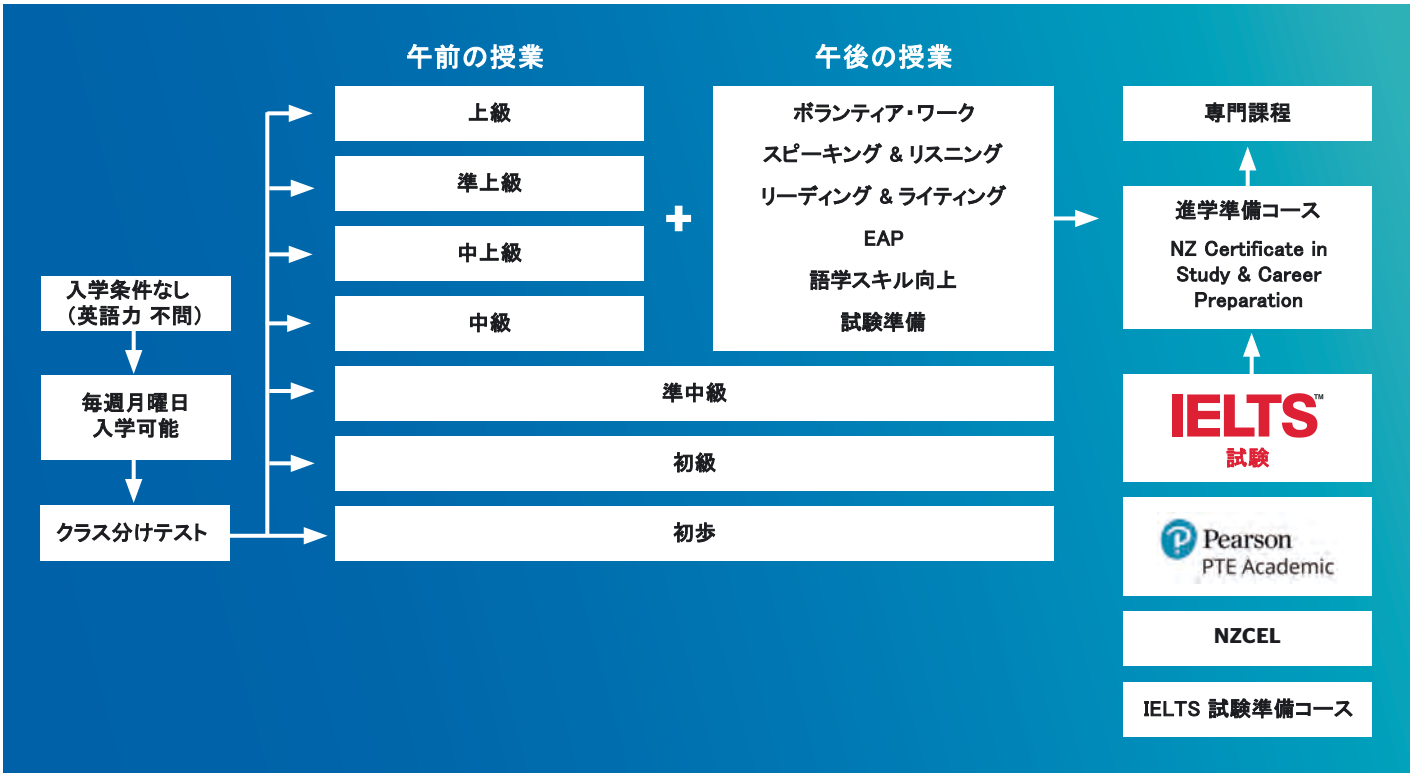 午前の授業
午後の授業
上級
準上級
中上級
中級
ボランティア・ワーク
スピーキング & リスニング
リーディング & ライティング
EAP
語学スキル向上
試験準備
準中級
初級
初歩
入学条件なし
（英語力 不問）
毎週月曜日
入学可能
クラス分けテスト
専門課程
進学準備コース
NZ Certificate in
Study & Career
Preparation
IELTS™
試験
Pearson
PTE Academic
NZCEL
IELTS 試験準備コース